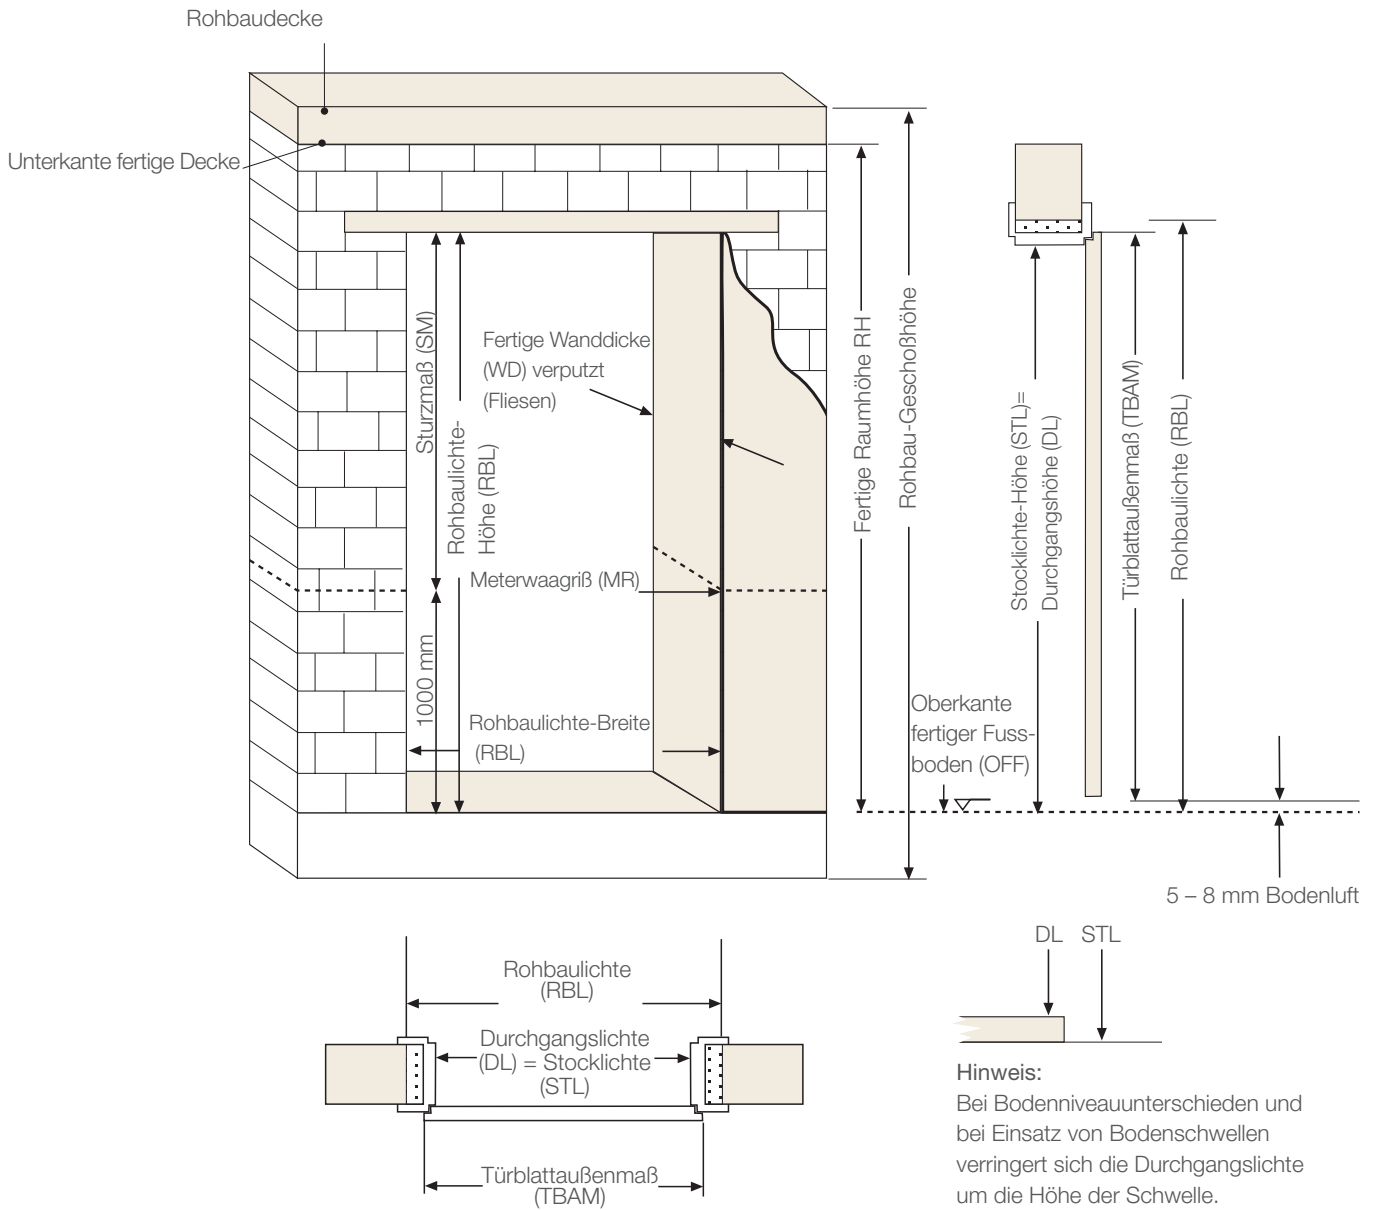 Rohbaudecke
Unterkante fertige Decke
Sturzmaß (SM)
1000 mm
Rohbaulichte-
Höhe (RBL)
Fertige Wanddicke
(WD) verputzt
(Fliesen)
Meterwaagriß (MR)
Rohbaulichte-Breite
(RBL)
Fertige Raumhöhe RH
Rohbau-Geschoßhöhe
Stocklichte-Höhe (STL)=
Durchgangshöhe (DL)
Türblattaußenmaß (TBAM)
Rohbaulichte (RBL)
Oberkante
fertiger Fuss-
boden (OFF)
5 – 8 mm Bodenluft
Rohbaulichte
(RBL)
Durchgangslichte
(DL) = Stocklichte
(STL)
Türblattaußenmaß
(TBAM)
DL STL
Hinweis:
Bei Bodenniveauunterschieden und
bei Einsatz von Bodenschwellen
verringert sich die Durchgangslichte
um die Höhe der Schwelle.